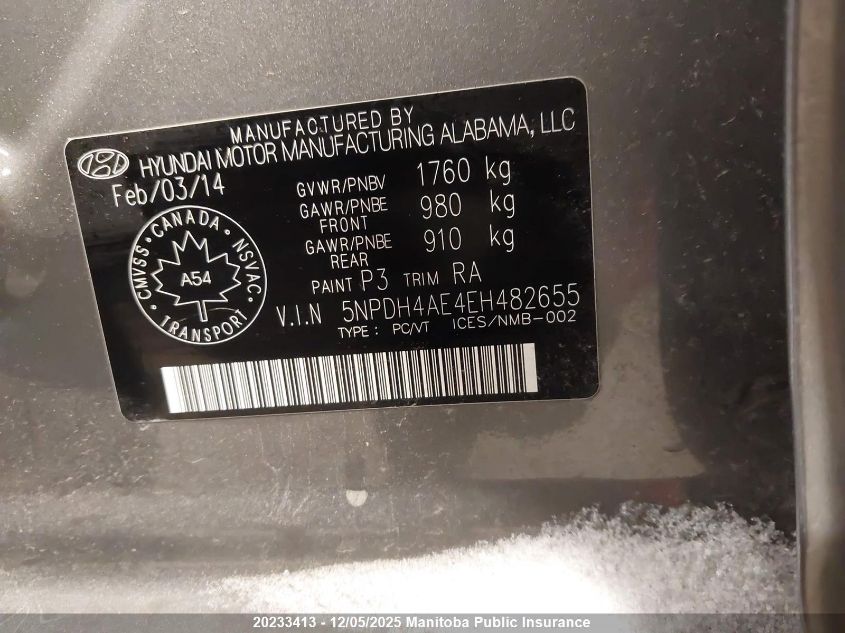 MANUFACTURED BY
HYUNDAI MOTOR MANUFACTURING ALABAMA, LLC
Feb/03/14
GVWR/PNBV 1760 kg
GAWR/PNBE FRONT 980 kg
GAWR/PNBE REAR 910 kg
PAINT P3 TRIM RA
V.I.N 5NPDH4AE4EH482655
TYPE: PC/VT ICES/NMB-002
CMVSS • CANADA • NSVAC • TRANSPORT •
A54
20233413 - 12/05/2025 Manitoba Public Insurance